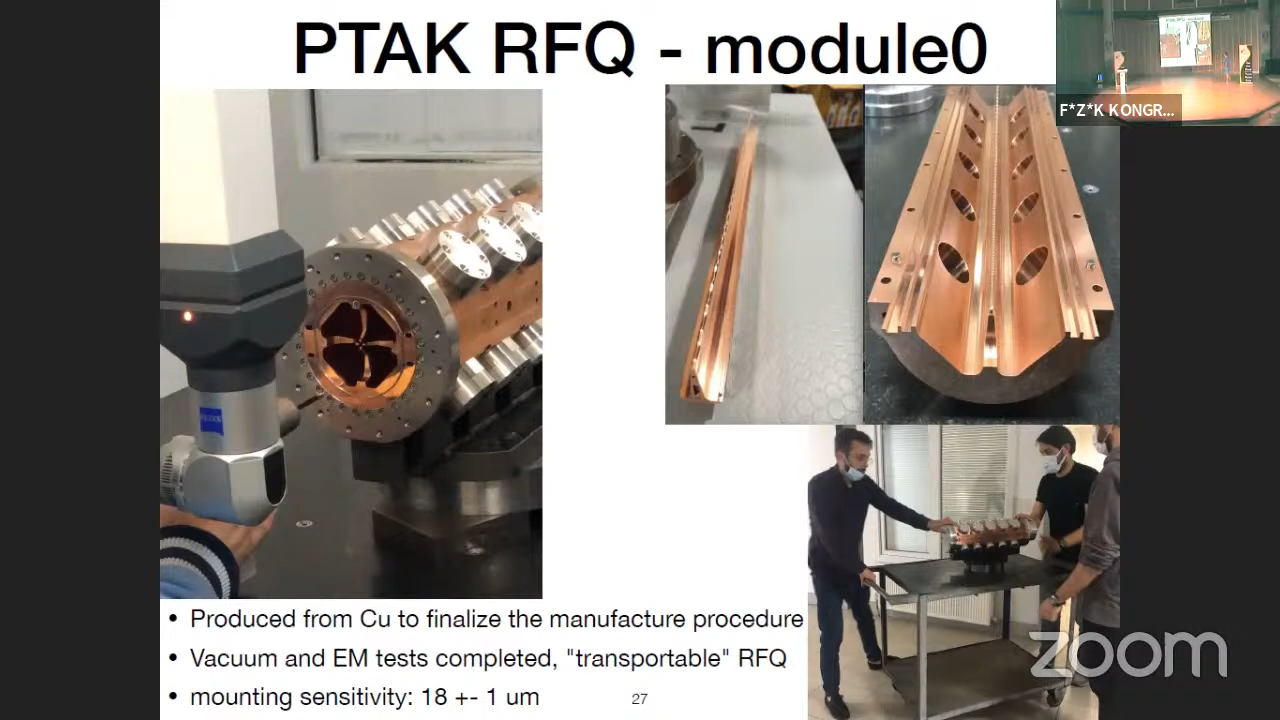 PTAK RFQ - module0
F*Z*K KONGR...
• Produced from Cu to finalize the manufacture procedure
• Vacuum and EM tests completed, "transportable" RFQ
• mounting sensitivity: 18 +- 1 um
27
zoom